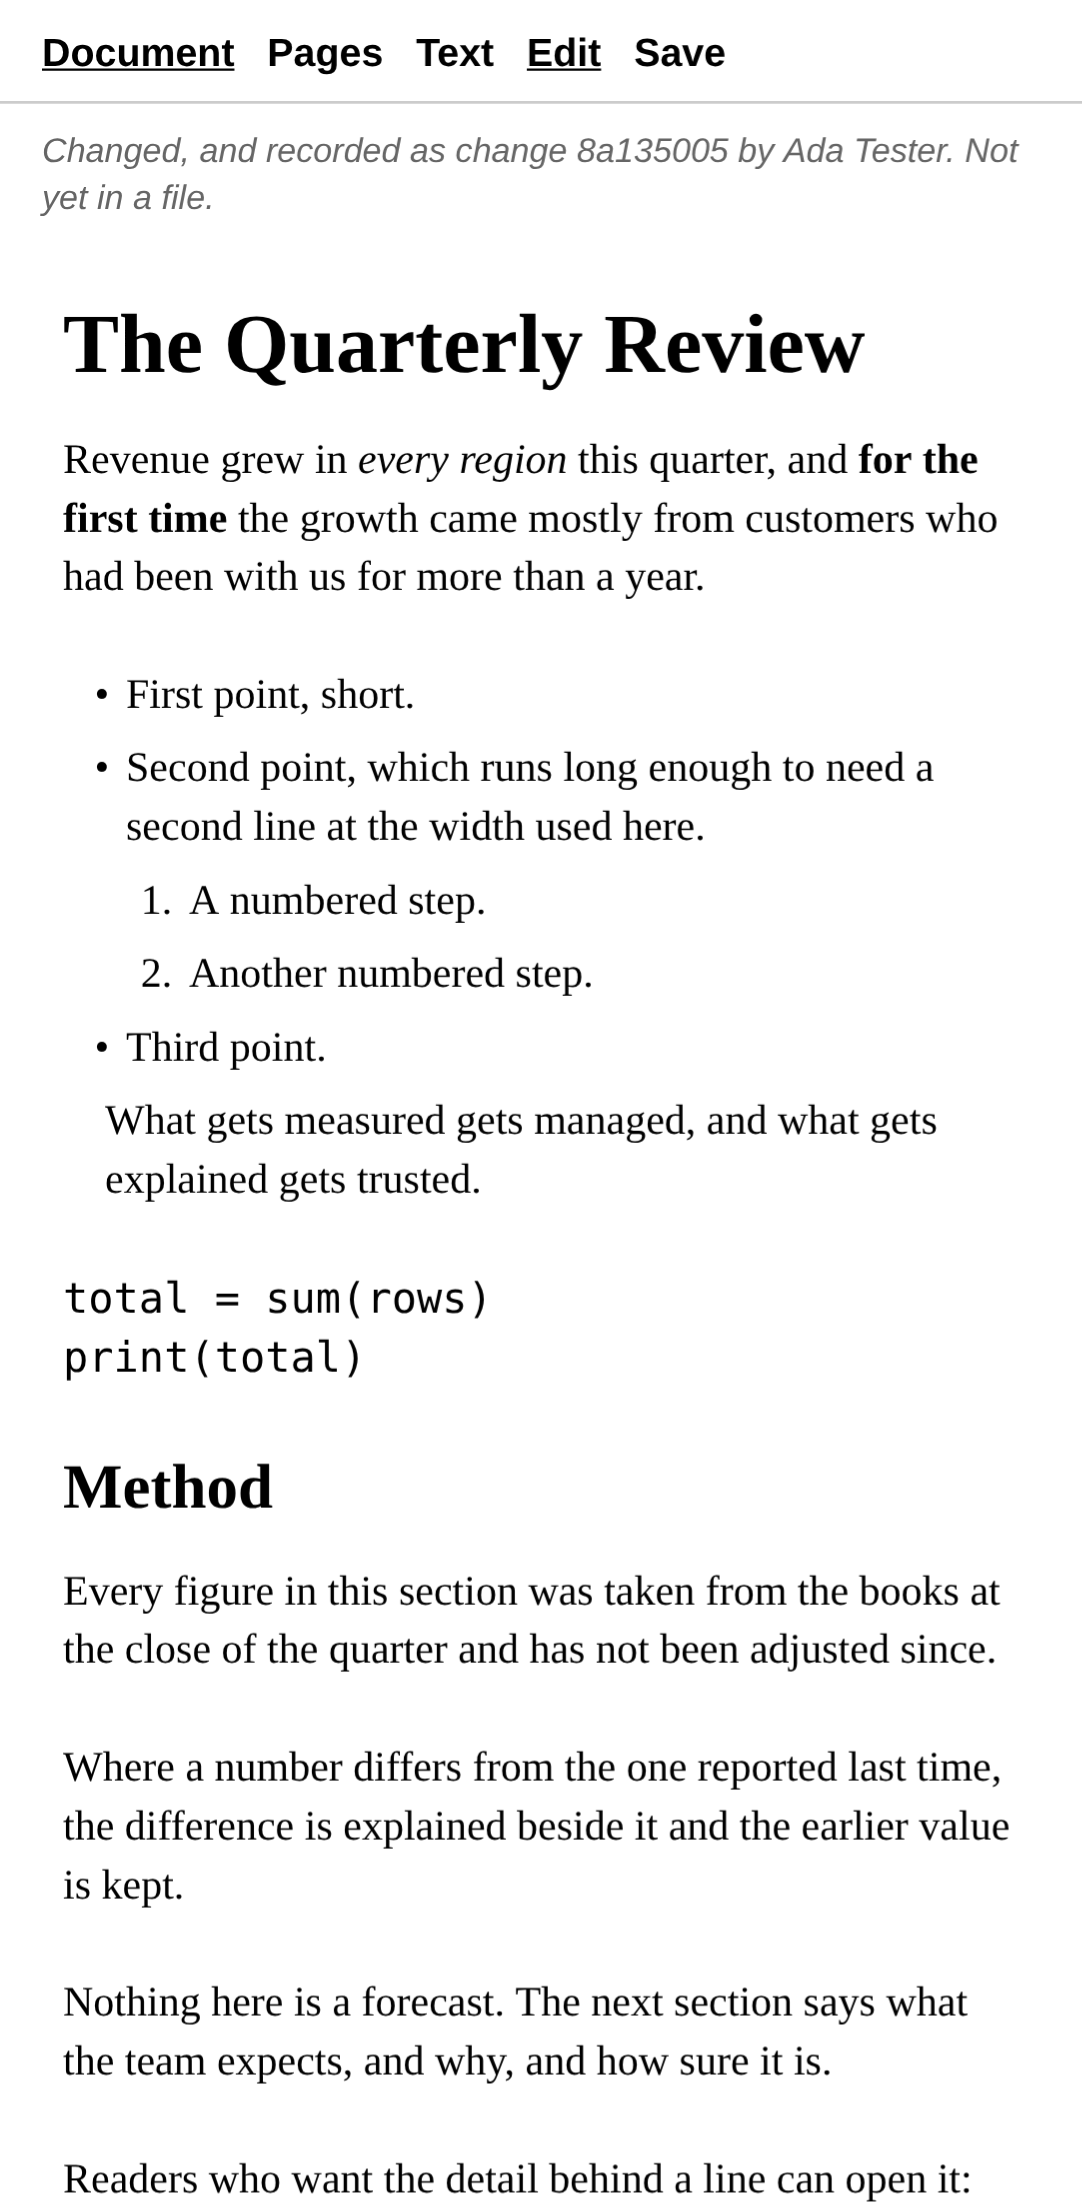 Document Pages Text Edit Save
Changed, and recorded as change 8a135005 by Ada Tester. Not
yet in a file.
The Quarterly Review
Revenue grew in every region this quarter, and for the
first time the growth came mostly from customers who
had been with us for more than a year.
• First point, short.
• Second point, which runs long enough to need a
second line at the width used here.
1. A numbered step.
2. Another numbered step.
• Third point.
What gets measured gets managed, and what gets
explained gets trusted.
total = sum(rows)
print(total)
Method
Every figure in this section was taken from the books at
the close of the quarter and has not been adjusted since.
Where a number differs from the one reported last time,
the difference is explained beside it and the earlier value
is kept.
Nothing here is a forecast. The next section says what
the team expects, and why, and how sure it is.
Readers who want the detail behind a line can open it: